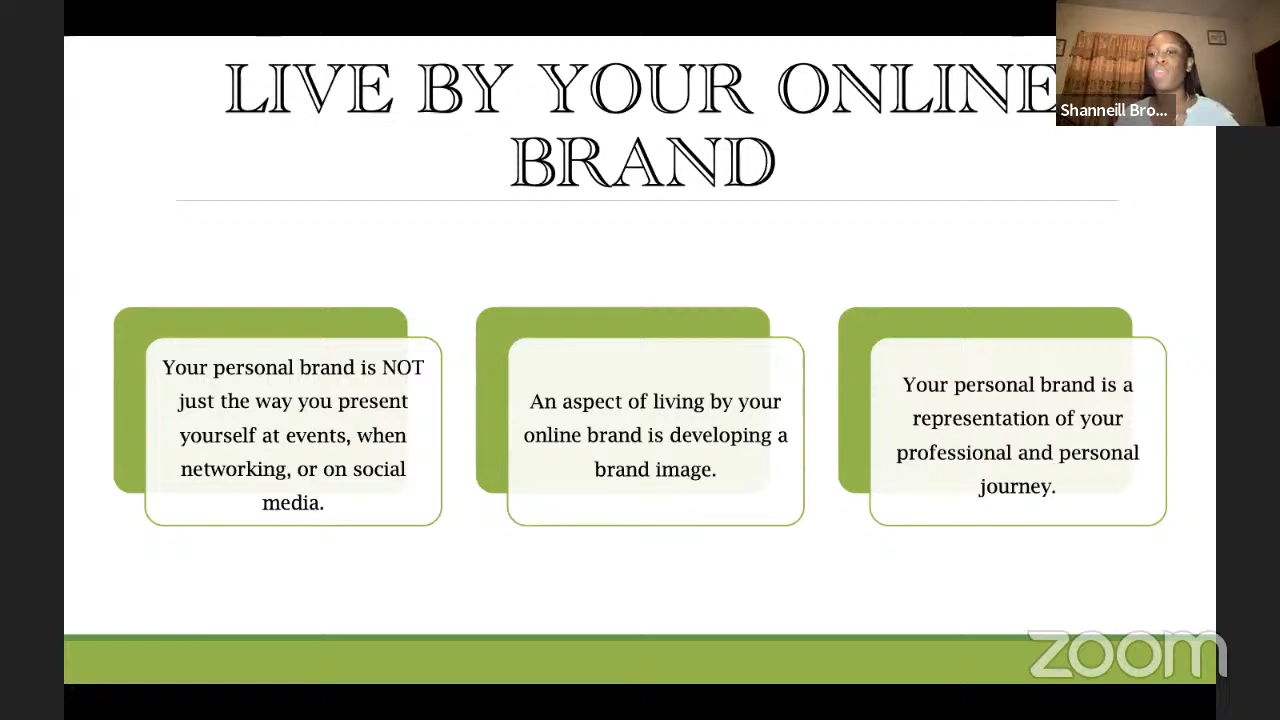 LIVE BY YOUR ONLINE
BRAND
Shanneill Bro...
Your personal brand is NOT
just the way you present
yourself at events, when
networking, or on social
media.
An aspect of living by your
online brand is developing a
brand image.
Your personal brand is a
representation of your
professional and personal
journey.
zoom